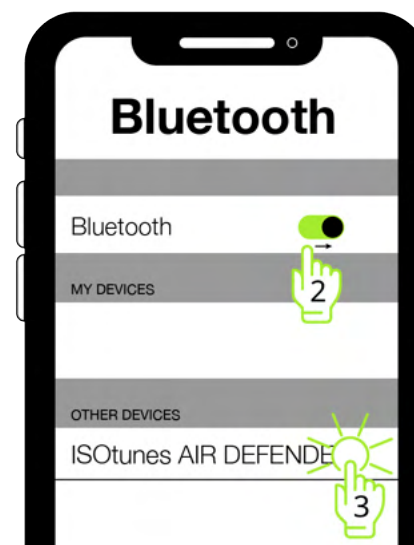 Bluetooth
Bluetooth
2
MY DEVICES
OTHER DEVICES
ISOtunes AIR DEFENDE
3